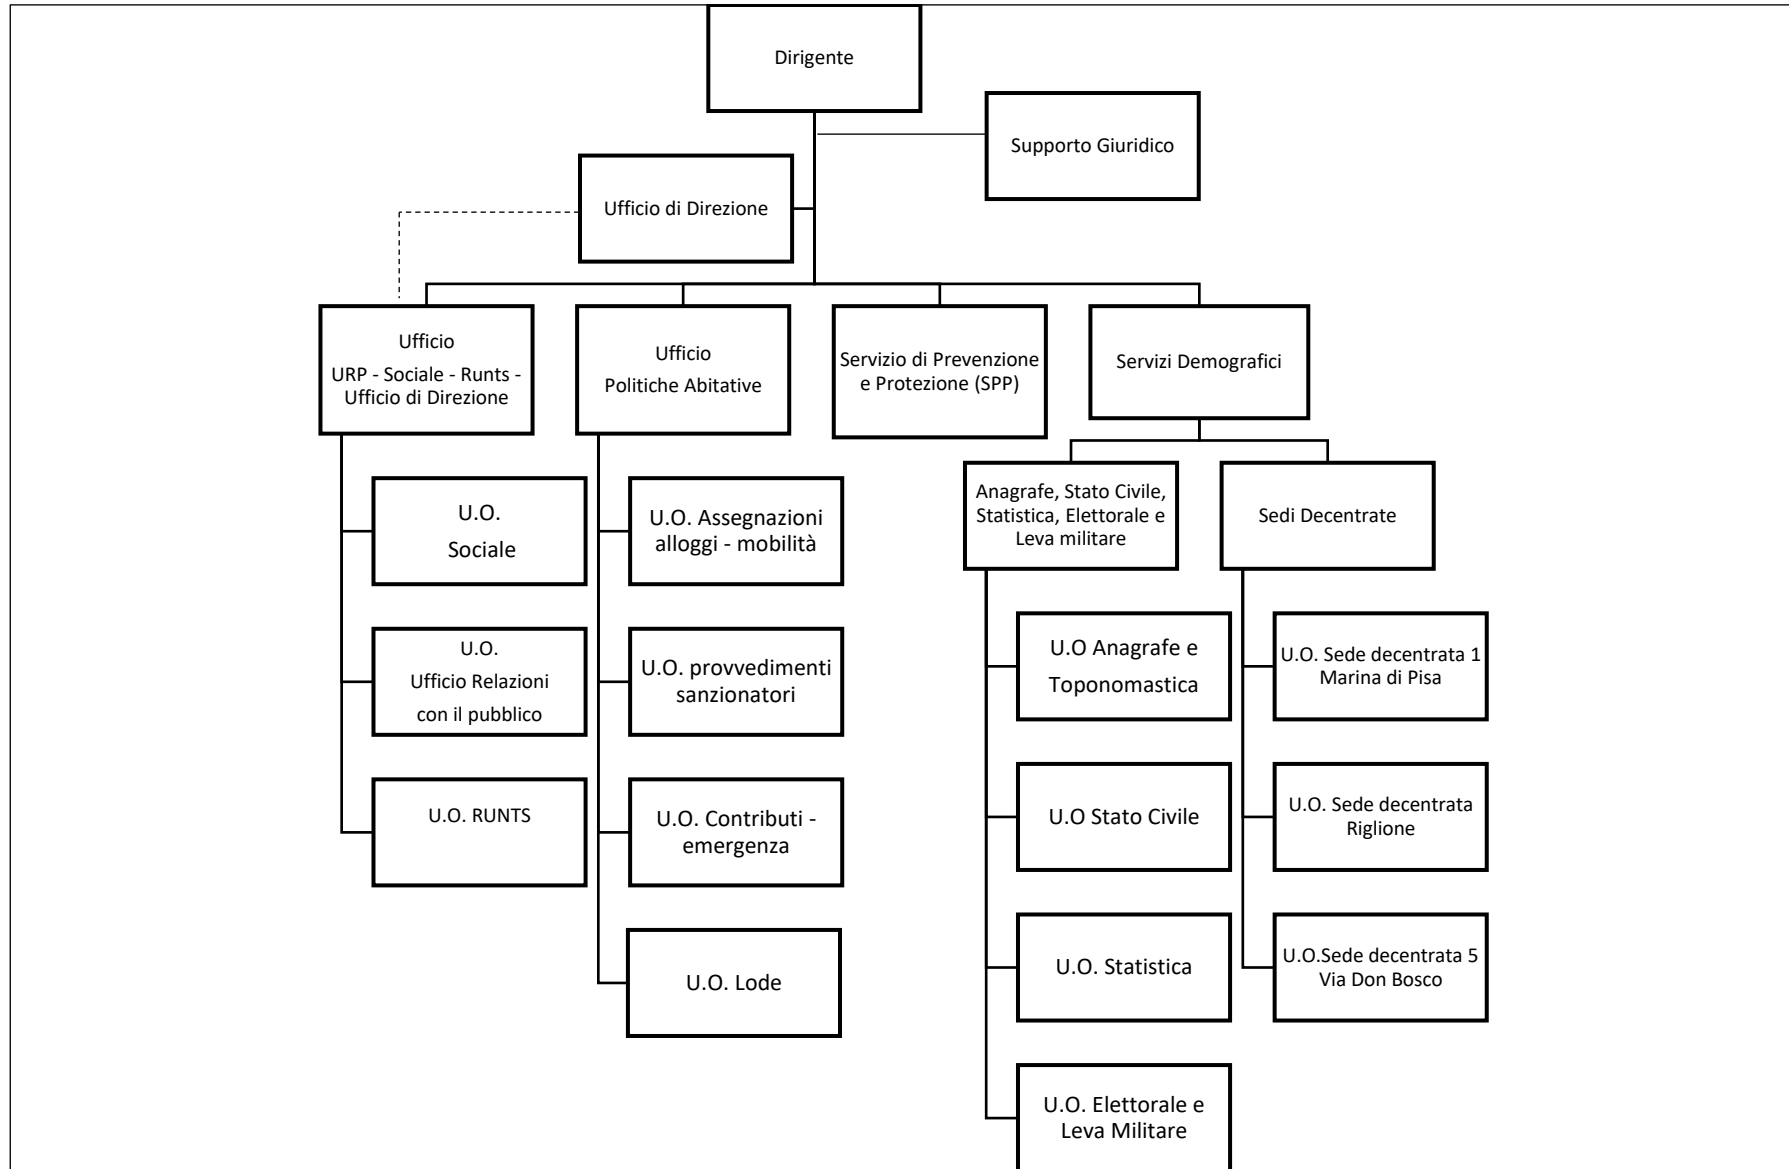 Dirigente
Supporto Giuridico
Ufficio di Direzione
Ufficio
URP - Sociale - Runts -
Ufficio di Direzione
Ufficio
Politiche Abitative
Servizio di Prevenzione
e Protezione (SPP)
Servizi Demografici
Anagrafe, Stato Civile,
Statistica, Elettorale e
Leva militare
Sedi Decentrate
U.O.
Sociale
U.O. Assegnazioni
alloggi - mobilità
U.O Anagrafe e
Toponomastica
U.O. Sede decentrata 1
Marina di Pisa
U.O.
Ufficio Relazioni
con il pubblico
U.O. provvedimenti
sanzionatori
U.O Stato Civile
U.O. Sede decentrata
Riglione
U.O. RUNTS
U.O. Contributi -
emergenza
U.O. Statistica
U.O.Sede decentrata 5
Via Don Bosco
U.O. Lode
U.O. Elettorale e
Leva Militare